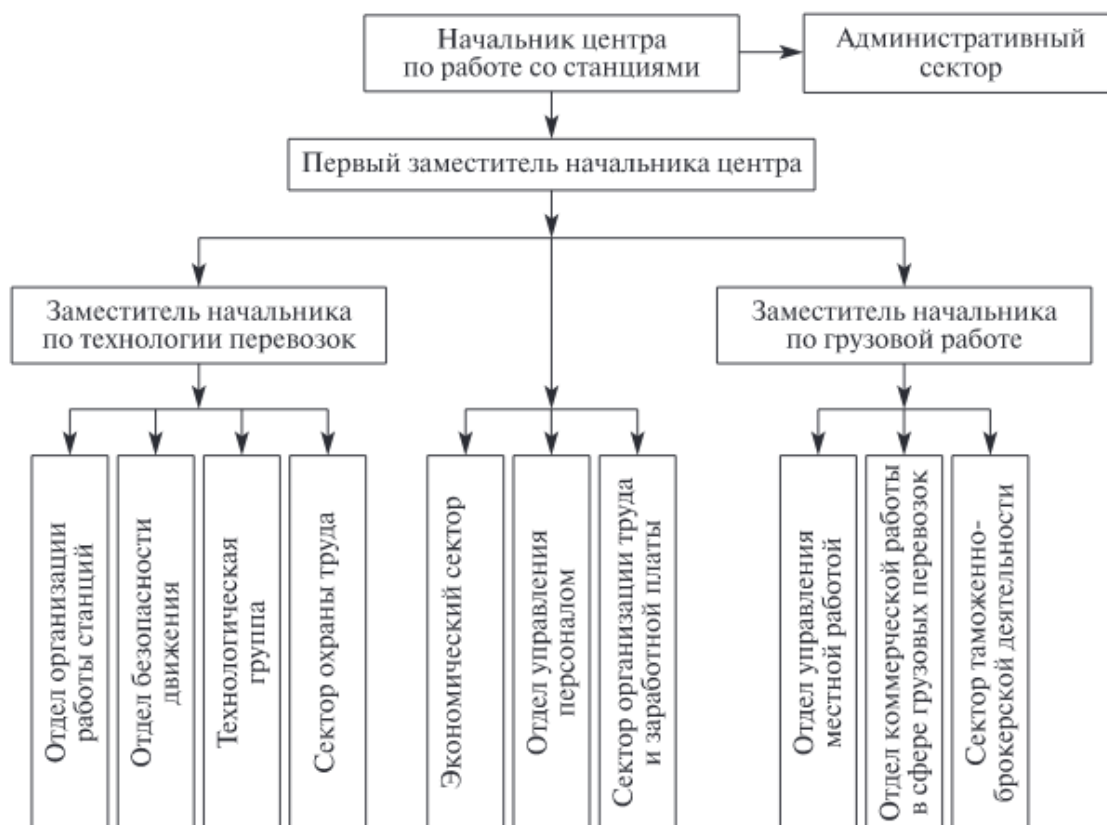 Начальник центра
по работе со станциями
Административный
сектор
Первый заместитель начальника центра
Заместитель начальника
по технологии перевозок
Заместитель начальника
по грузовой работе
Отдел организации
работы станций
Отдел безопасности
движения
Технологическая
группа
Сектор охраны труда
Экономический сектор
Отдел управления
персоналом
Сектор организации труда
и заработной платы
Отдел управления
местной работой
Отдел коммерческой работы
в сфере грузовых перевозок
Сектор таможенно-
брокерской деятельности